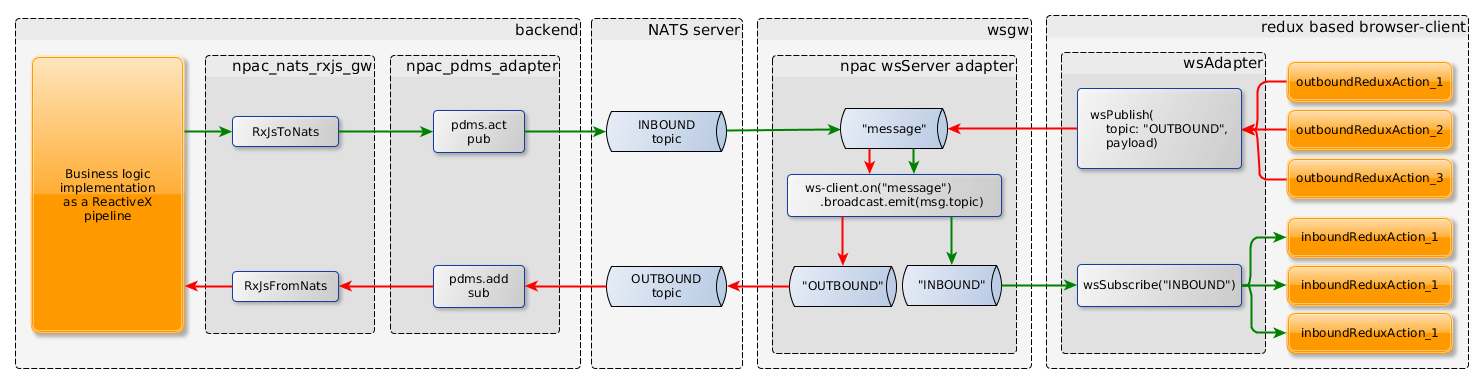 backend
npac_nats_rxjs_gw
npac_pdms_adapter
Business logic
implementation
as a ReactiveX
pipeline
RxJsToNats
pdms.act
pub
RxJsFromNats
pdms.add
sub
NATS server
INBOUND
topic
OUTBOUND
topic
wsgw
npac wsServer adapter
"message"
ws-client.on("message")
.broadcast.emit(msg.topic)
"OUTBOUND"
"INBOUND"
redux based browser-client
wsAdapter
wsPublish(
topic: "OUTBOUND",
payload)
wsSubscribe("INBOUND")
outboundReduxAction_1
outboundReduxAction_2
outboundReduxAction_3
inboundReduxAction_1
inboundReduxAction_1
inboundReduxAction_1